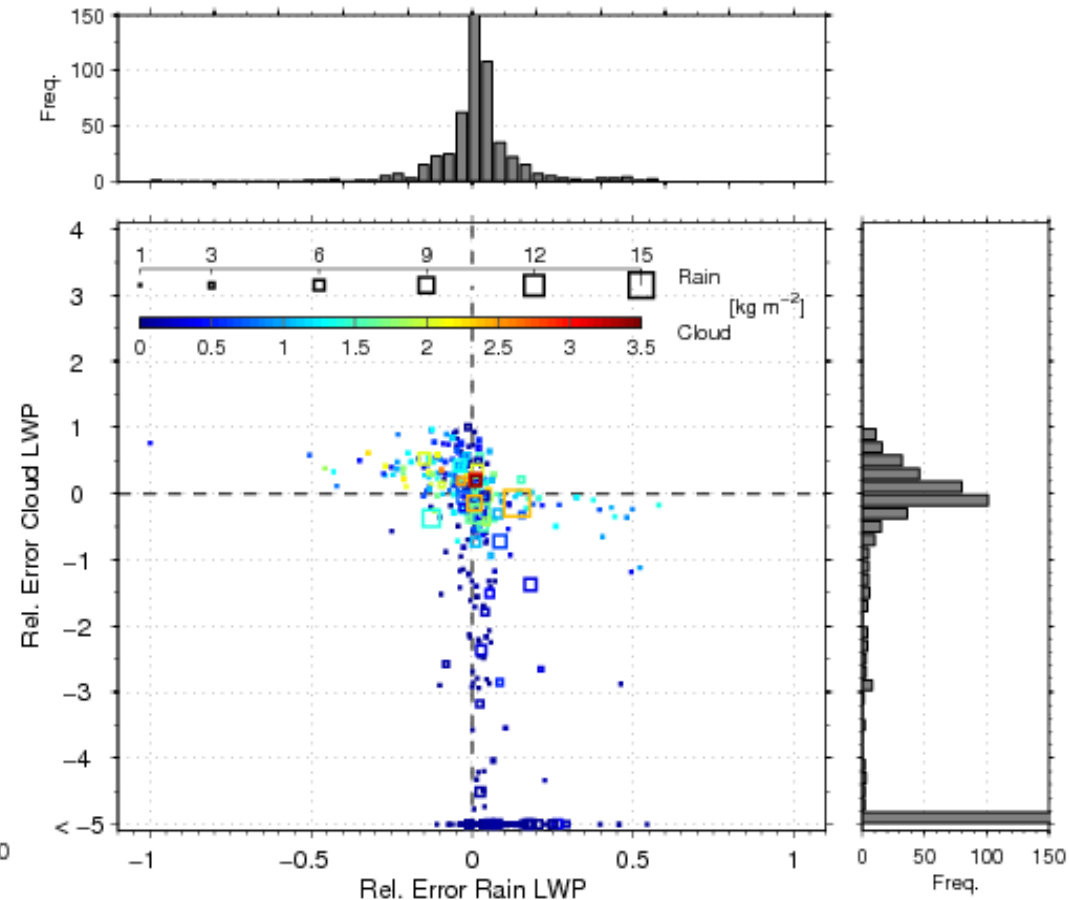 150
100
50
0
Freq.
4
3
2
1
0
−1
−2
−3
−4
< −5
Rel. Error Cloud LWP
1 3 6 9 12 15
Rain
[kg m−2]
Cloud
0 0.5 1 1.5 2 2.5 3 3.5
0
−1 −0.5 0 0.5 1
Rel. Error Rain LWP
0 50 100 150
Freq.